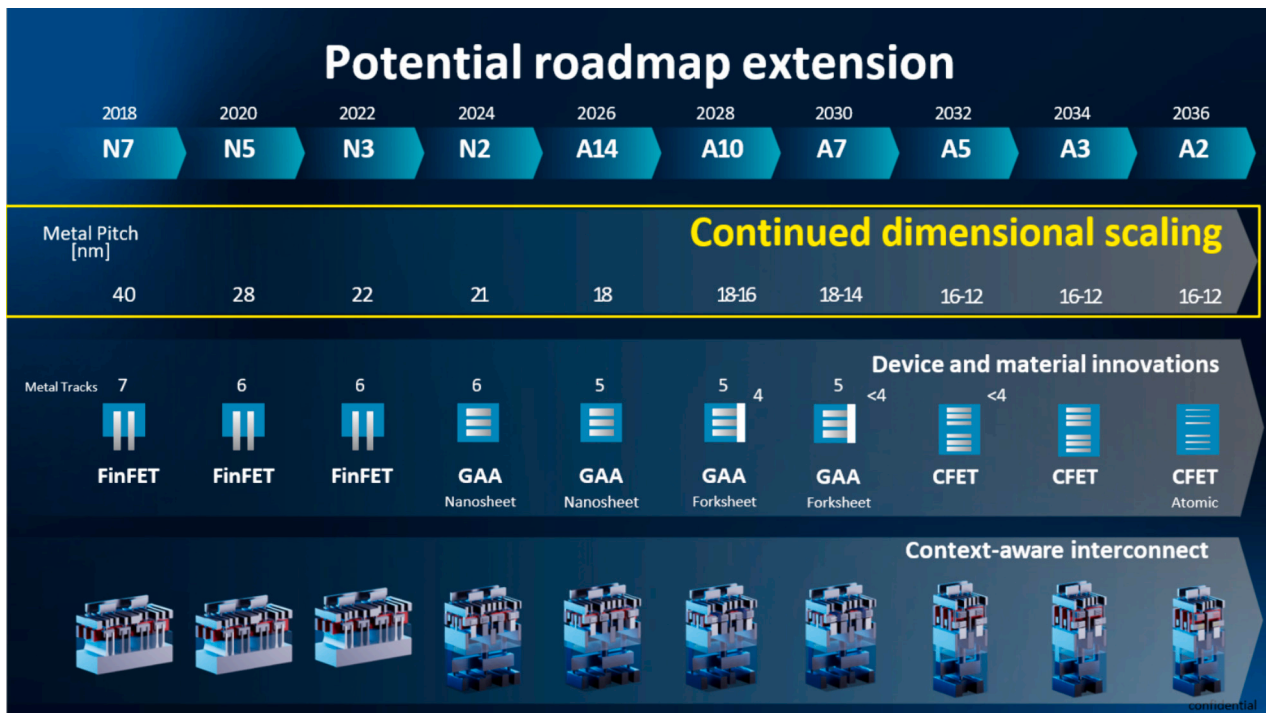 Potential roadmap extension
2018 2020 2022 2024 2026 2028 2030 2032 2034 2036
N7 N5 N3 N2 A14 A10 A7 A5 A3 A2
Continued dimensional scaling
Metal Pitch
[nm]
40 28 22 21 18 18-16 18-14 16-12 16-12 16-12
Device and material innovations
Metal Tracks 7 6 6 6 5 5 4 5 <4 <4
FinFET FinFET FinFET GAA GAA GAA GAA CFET CFET CFET
Nanosheet Nanosheet Forksheet Forksheet Atomic
Context-aware interconnect
confidential